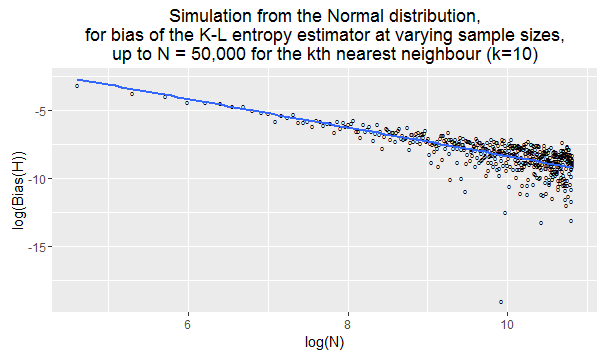 Simulation from the Normal distribution,
for bias of the K-L entropy estimator at varying sample sizes,
up to N = 50,000 for the kth nearest neighbour (k=10)
log(Bias(H))
-5
-10
-15
6 8 10
log(N)